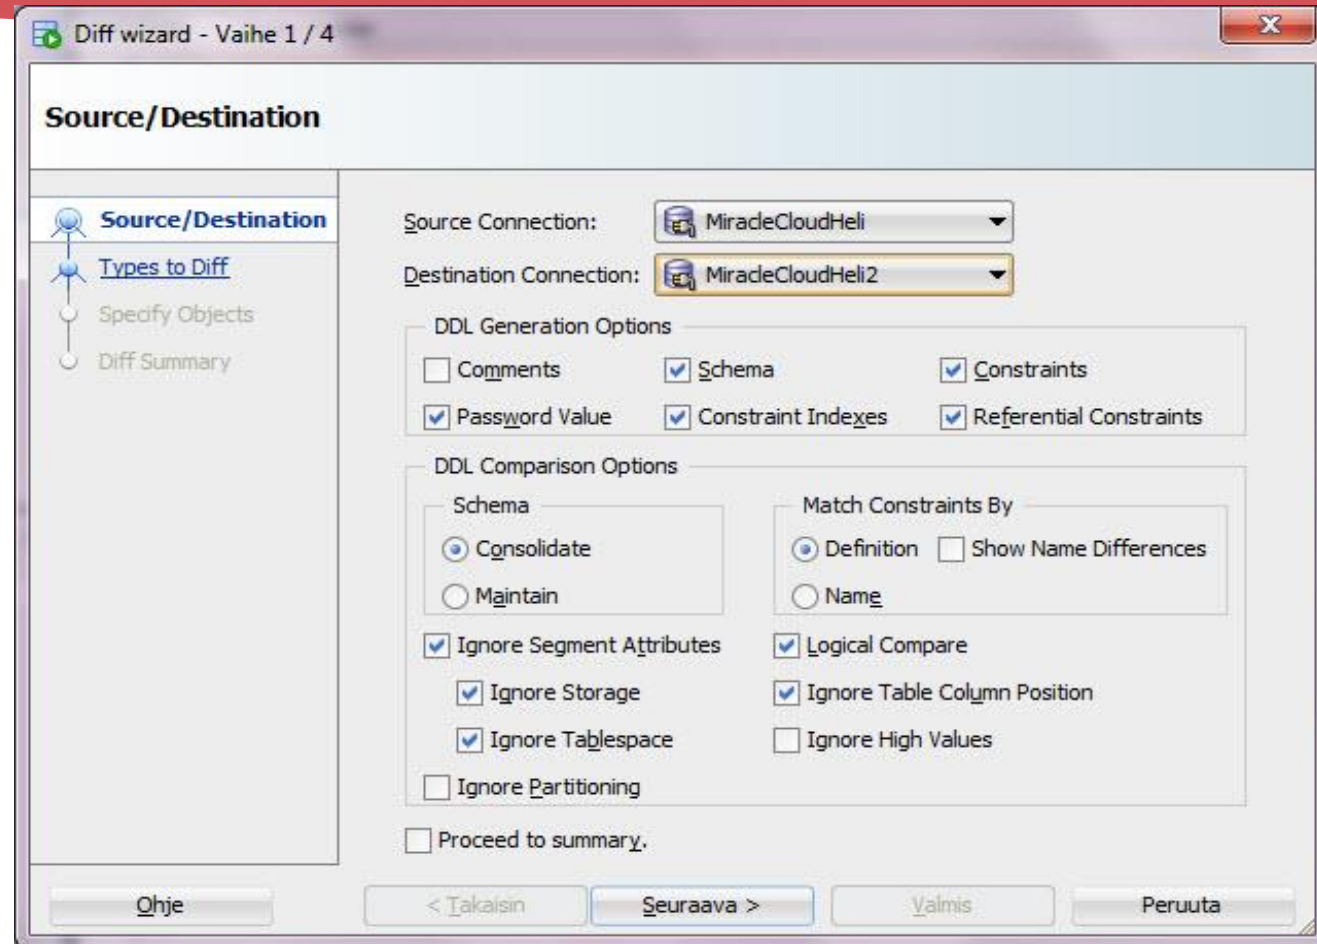 Diff wizard - Vaihe 1 / 4
X
Source/Destination
Source/Destination
Types to Diff
Specify Objects
Diff Summary
Source Connection: MiracleCloudHeli
Destination Connection: MiracleCloudHeli2
DDL Generation Options
Comments Schema Constraints
Password Value Constraint Indexes Referential Constraints
DDL Comparison Options
Schema Match Constraints By
Consolidate Definition Show Name Differences
Maintain Name
Ignore Segment Attributes Logical Compare
Ignore Storage Ignore Table Column Position
Ignore Tablespace Ignore High Values
Ignore Partitioning
Proceed to summary.
Ohje < Takaisin Seuraava > Valmis Peruuta